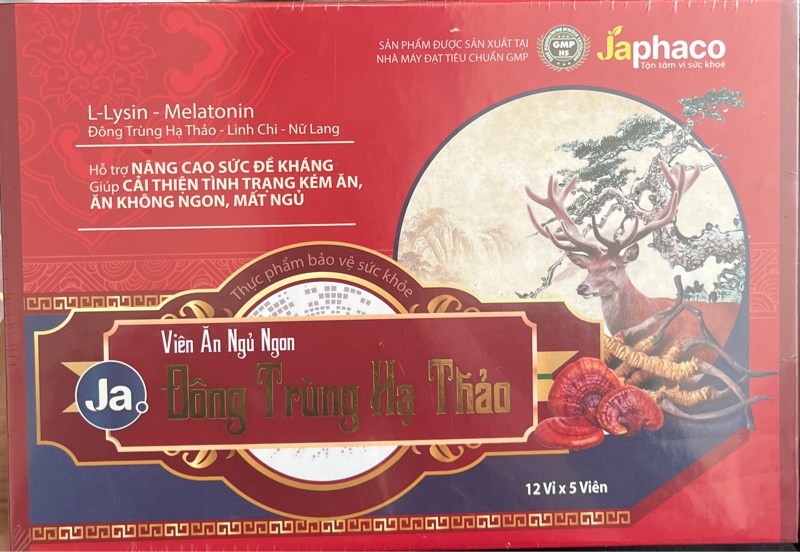 SẢN PHẨM ĐƯỢC SẢN XUẤT TẠI
NHÀ MÁY ĐẠT TIÊU CHUẨN GMP
GMP
HS
Japhaco
Tận tâm vì sức khoẻ
L-Lysin - Melatonin
Đông Trùng Hạ Thảo - Linh Chi - Nữ Lang
Hỗ trợ NÂNG CAO SỨC ĐỀ KHÁNG
Giúp CẢI THIỆN TÌNH TRẠNG KÉM ĂN,
ĂN KHÔNG NGON, MẤT NGỦ
Thực phẩm bảo vệ sức khỏe
Viên Ăn Ngủ Ngon
Ja.
Đông Trùng Hạ Thảo
12 Vỉ x 5 Viên